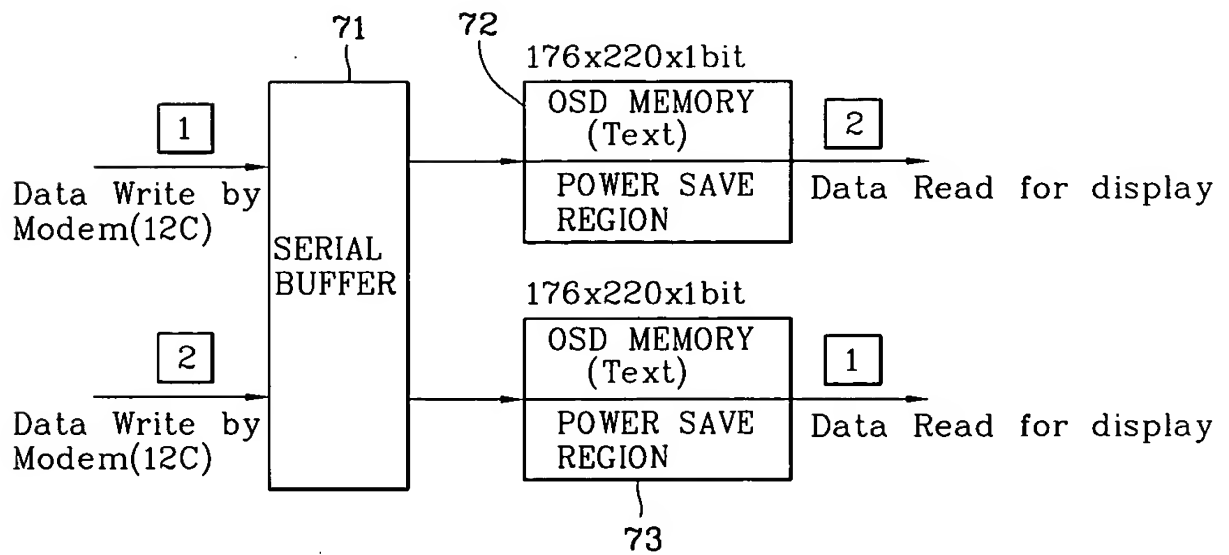 71
72
176x220x1bit
1
OSD MEMORY
(Text)
2
Data Write by
Modem(12C)
POWER SAVE
REGION
Data Read for display
SERIAL
BUFFER
176x220x1bit
2
OSD MEMORY
(Text)
1
Data Write by
Modem(12C)
POWER SAVE
REGION
Data Read for display
73